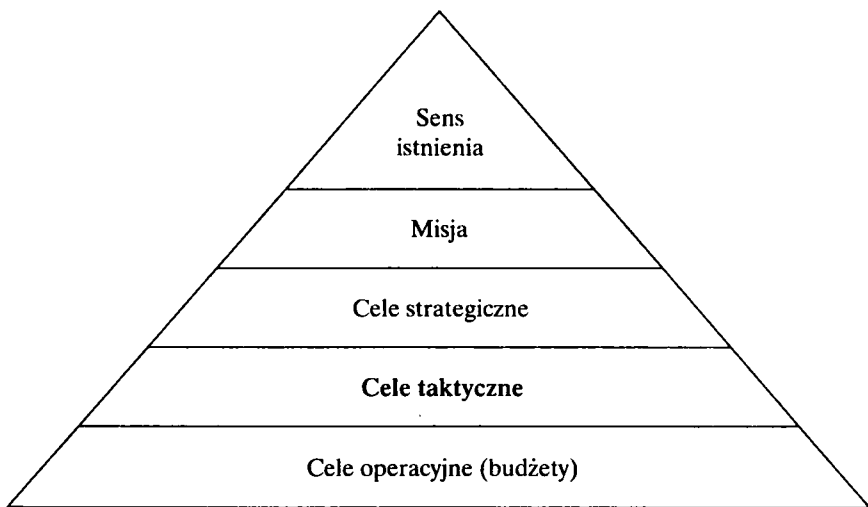 Sens
istnienia
Misja
Cele strategiczne
Cele taktyczne
Cele operacyjne (budżety)